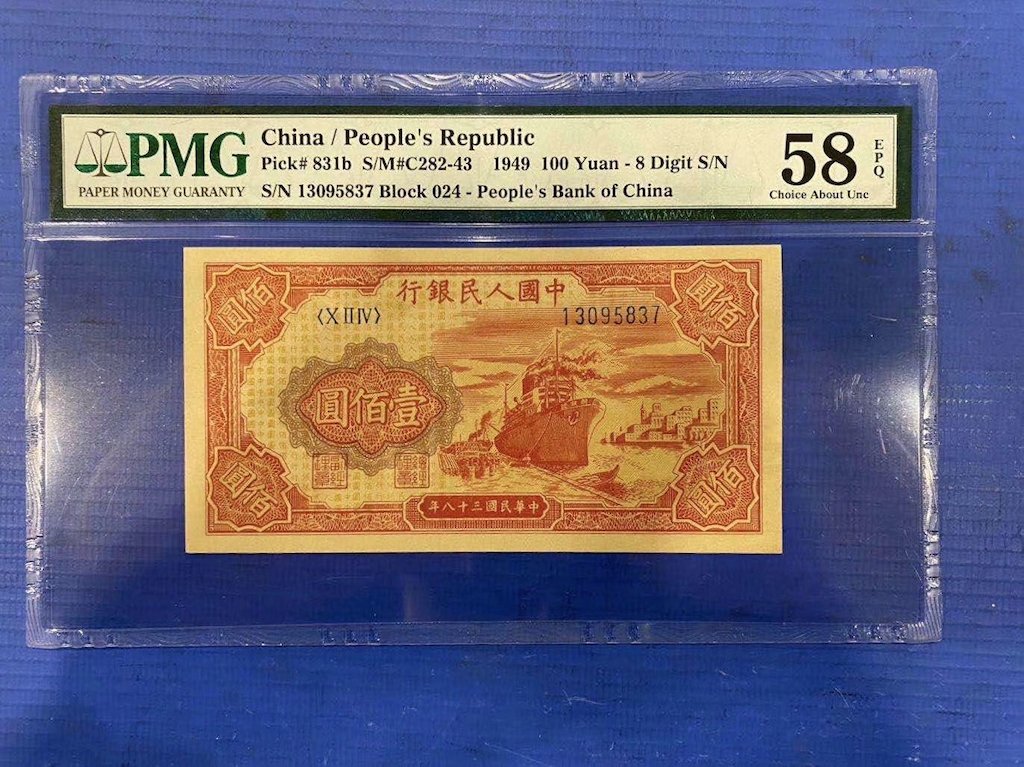 PMG
PAPER MONEY GUARANTY
China / People's Republic
Pick# 831b S/M#C282-43 1949 100 Yuan - 8 Digit S/N
S/N 13095837 Block 024 - People's Bank of China
58
EPQ
Choice About Unc
中國人民銀行
佰圓
佰圓
〈ⅩⅡⅣ〉
13095837
壹佰圓
佰圓
佰圓
中華民國三十八年